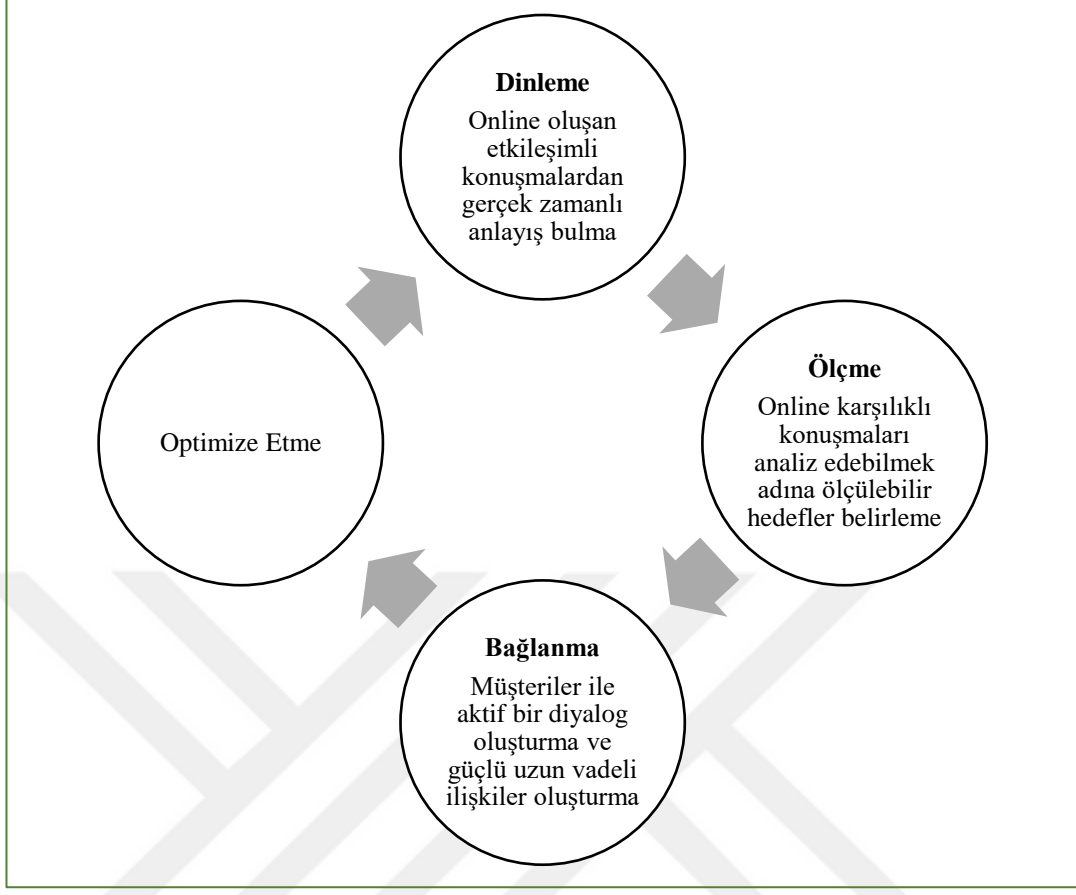 Dinleme
Online oluşan
etkileşimli
konuşmalardan
gerçek zamanlı
anlayış bulma
Ölçme
Online karşılıklı
konuşmaları
analiz edebilmek
adına ölçülebilir
hedefler belirleme
Bağlanma
Müşteriler ile
aktif bir diyalog
oluşturma ve
güçlü uzun vadeli
ilişkiler oluşturma
Optimize Etme